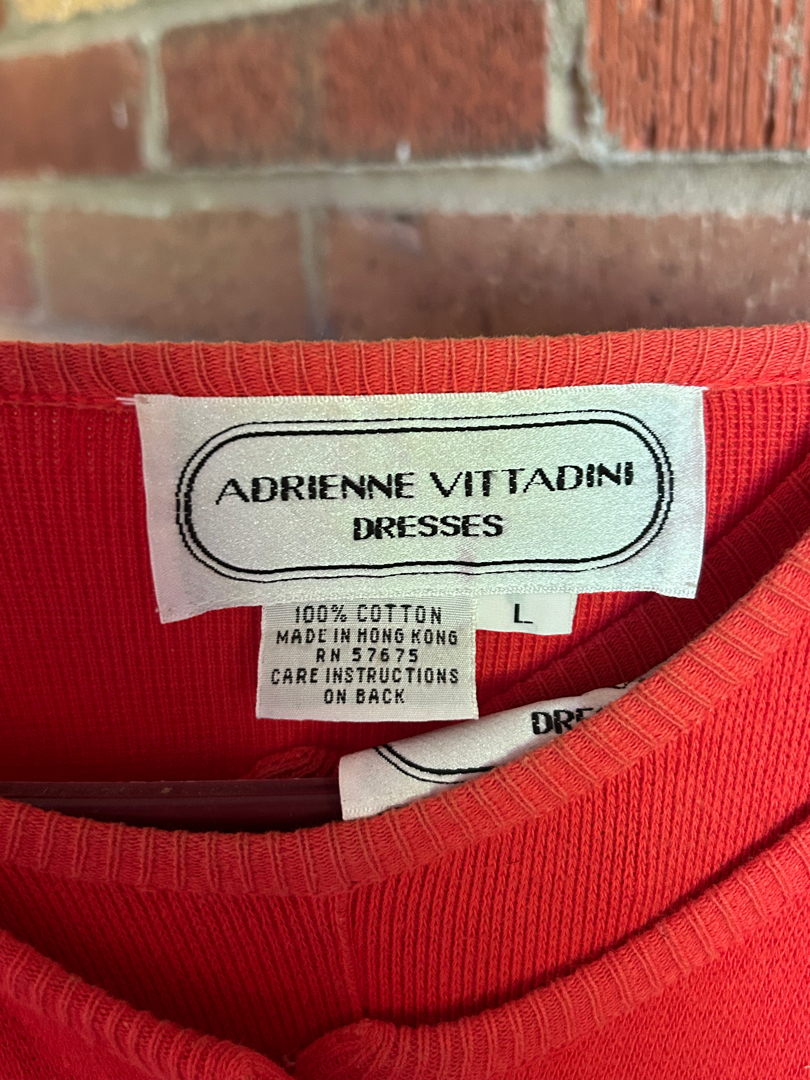 ADRIENNE VITTADINI
DRESSES
100% COTTON
MADE IN HONG KONG
RN 57675
CARE INSTRUCTIONS
ON BACK
L